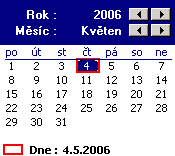 Rok : 2006
Měsíc : Květen
po út st čt pá so ne
1 2 3 4 5 6 7
8 9 10 11 12 13 14
15 16 17 18 19 20 21
22 23 24 25 26 27 28
29 30 31
Dne : 4.5.2006